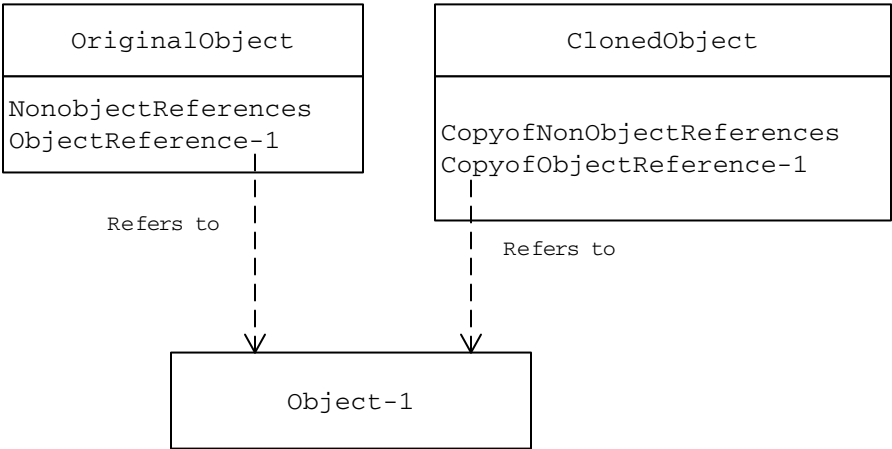 OriginalObject
NonobjectReferences
ObjectReference-1
ClonedObject
CopyofNonObjectReferences
CopyofObjectReference-1
Refers to
Refers to
Object-1